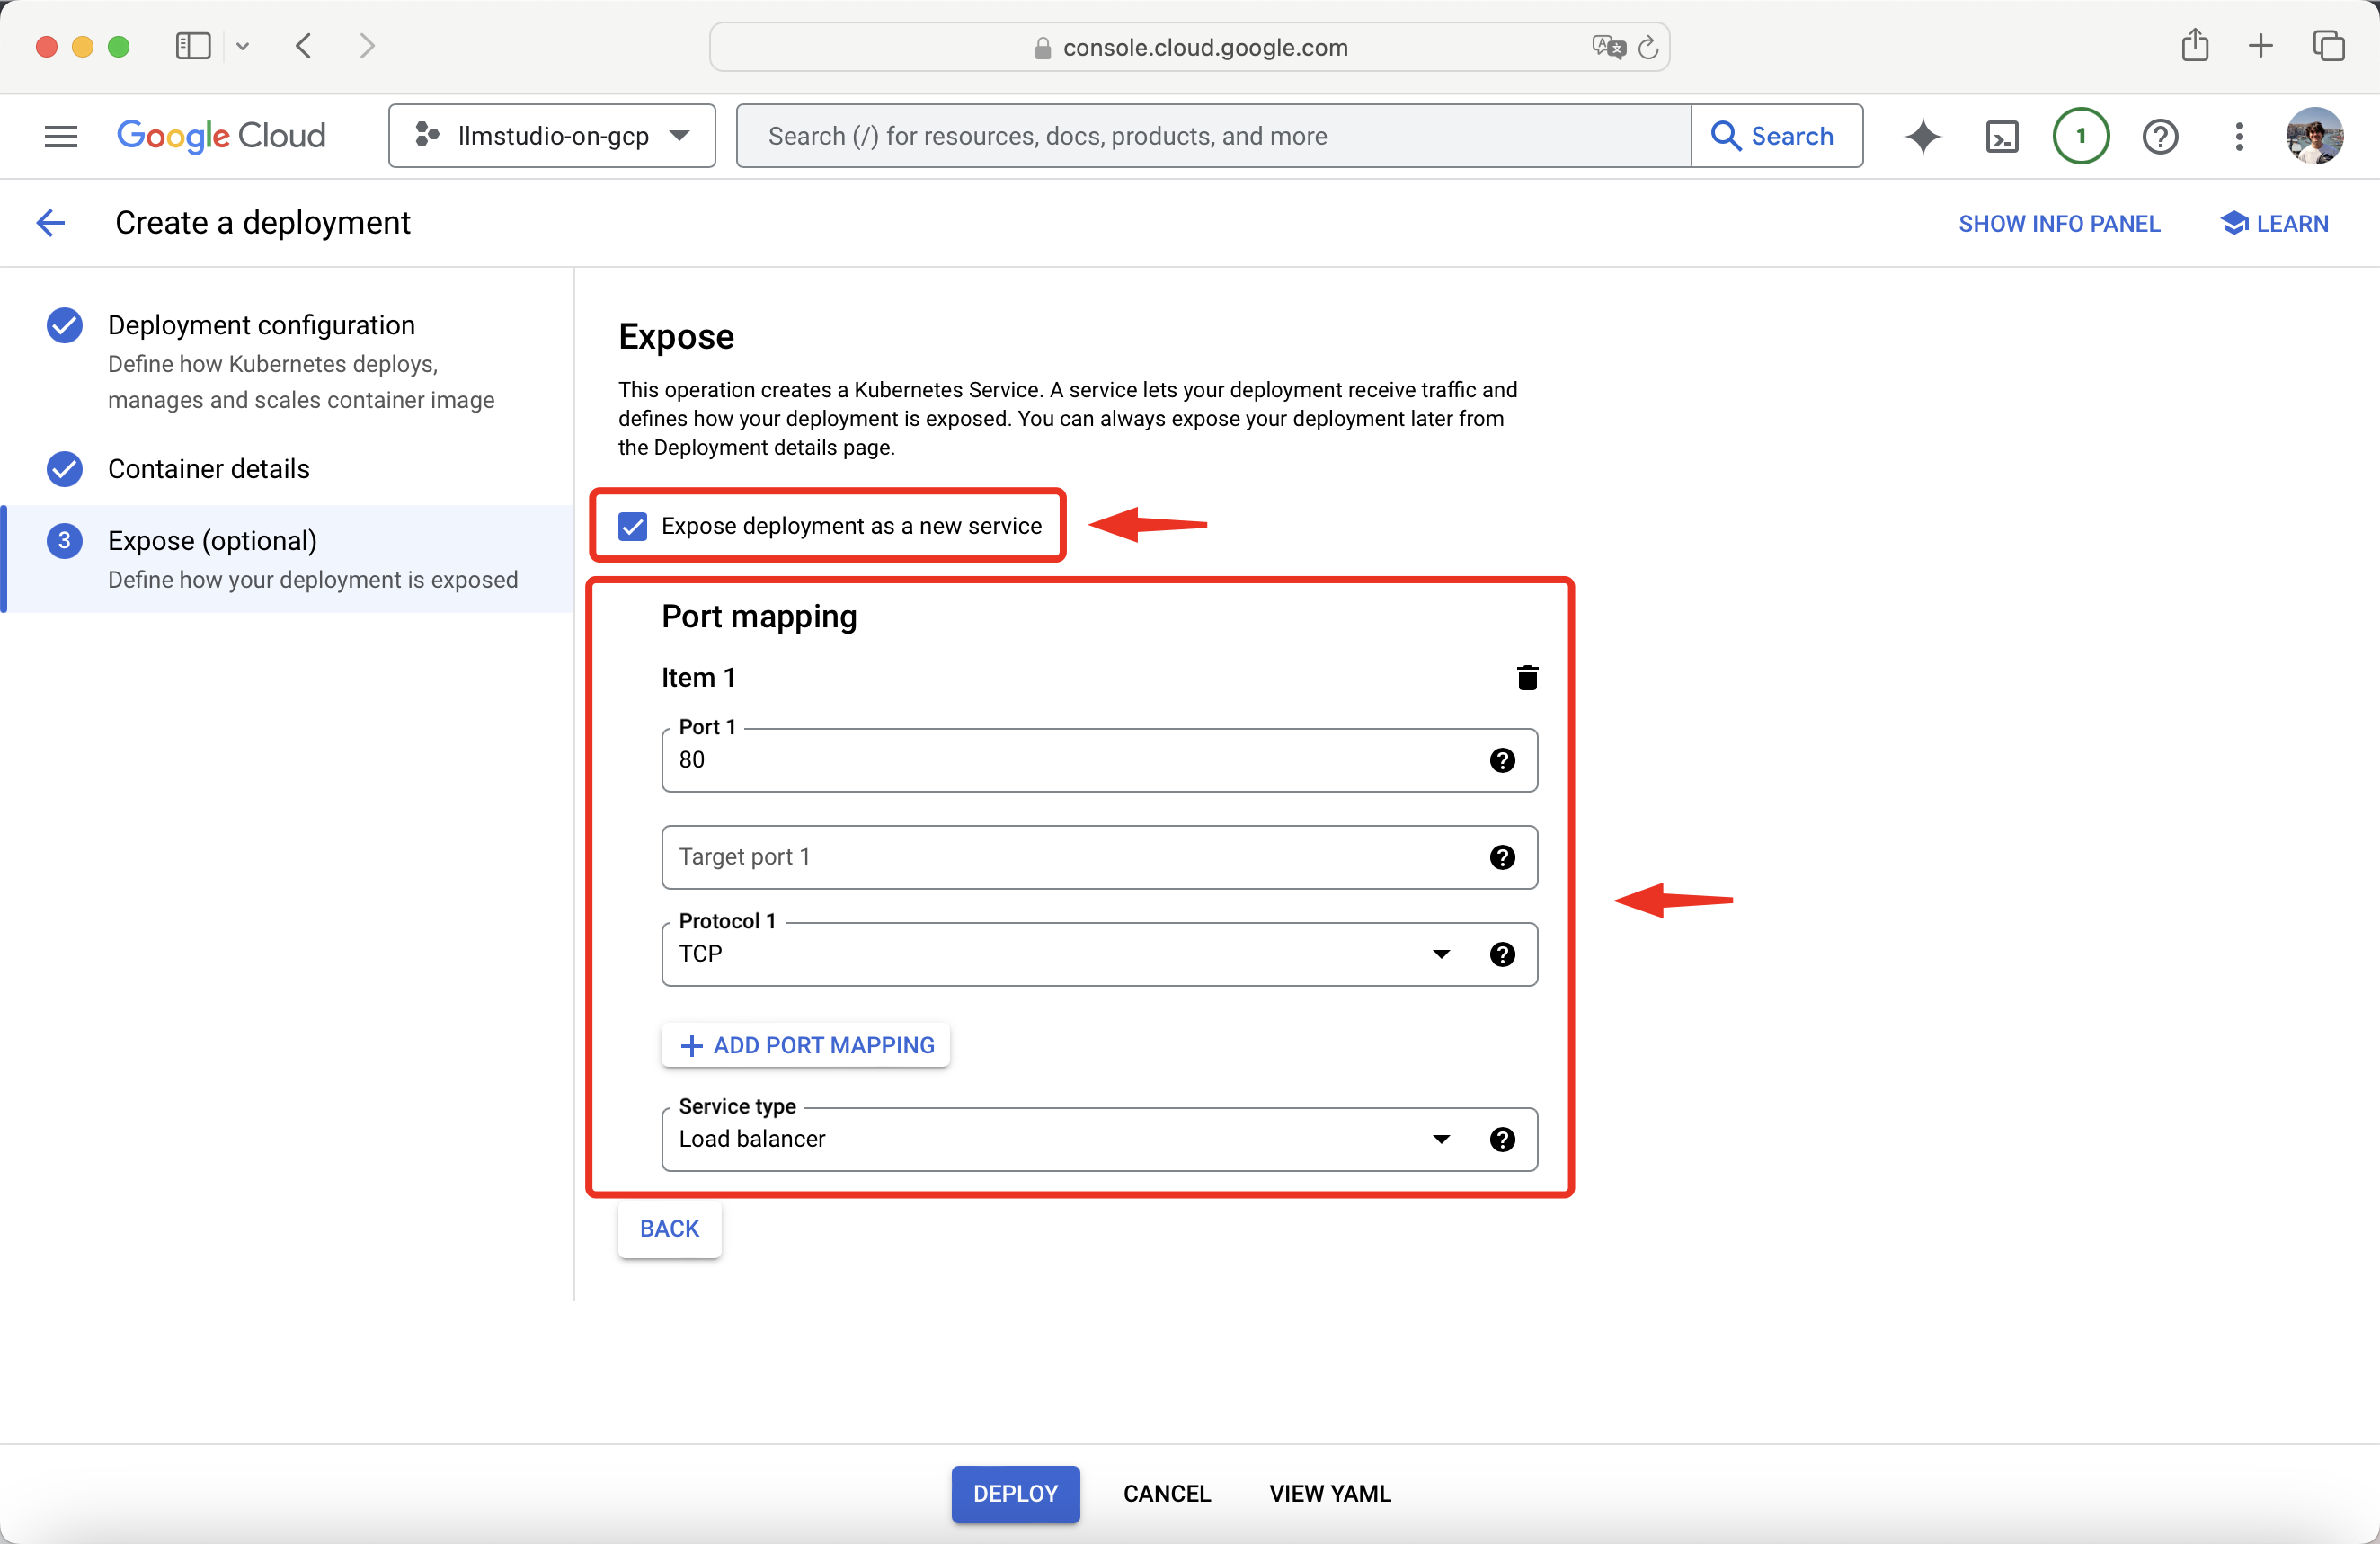 console.cloud.google.com
Google Cloud
llmstudio-on-gcp
Search (/) for resources, docs, products, and more
Search
1
Create a deployment
SHOW INFO PANEL
LEARN
Deployment configuration
Define how Kubernetes deploys,
manages and scales container image
Container details
3
Expose (optional)
Define how your deployment is exposed
Expose
This operation creates a Kubernetes Service. A service lets your deployment receive traffic and
defines how your deployment is exposed. You can always expose your deployment later from
the Deployment details page.
Expose deployment as a new service
Port mapping
Item 1
Port 1
80
Target port 1
Protocol 1
TCP
ADD PORT MAPPING
Service type
Load balancer
BACK
DEPLOY
CANCEL
VIEW YAML